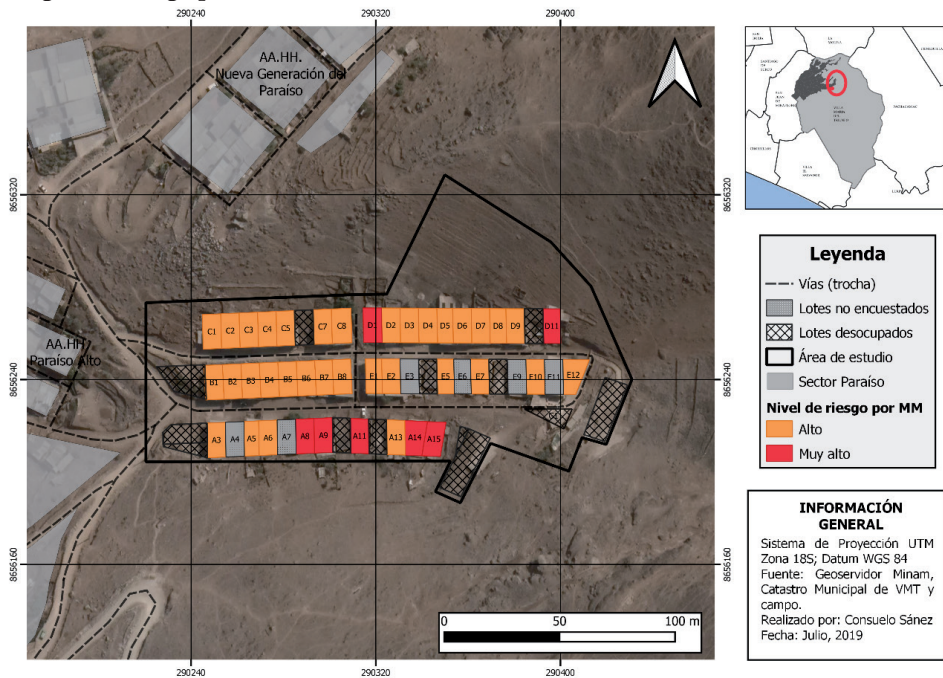 290240
290320
290400
AA.HH.
Nueva Generación del
Paraíso
8656320
8656320
C1 C2 C3 C4 C5 C7 C8 D1 D2 D3 D4 D5 D6 D7 D8 D9 D11
AA.HH.
Paraíso Alto
8656240
8656240
B1 B2 B3 B4 B5 B6 B7 B8 E1 E2 E3 E5 E6 E7 E9 E10 E11 E12
A3 A4 A5 A6 A7 A8 A9 A11 A13 A14 A15
8656160
8656160
0 50 100 m
290240
290320
290400
Leyenda
Vías (trocha)
Lotes no encuestados
Lotes desocupados
Área de estudio
Sector Paraíso
Nivel de riesgo por MM
Alto
Muy alto
INFORMACIÓN
GENERAL
Sistema de Proyección UTM
Zona 18S; Datum WGS 84
Fuente: Geoservidor Minam,
Catastro Municipal de VMT y
campo.
Realizado por: Consuelo Sánez
Fecha: Julio, 2019